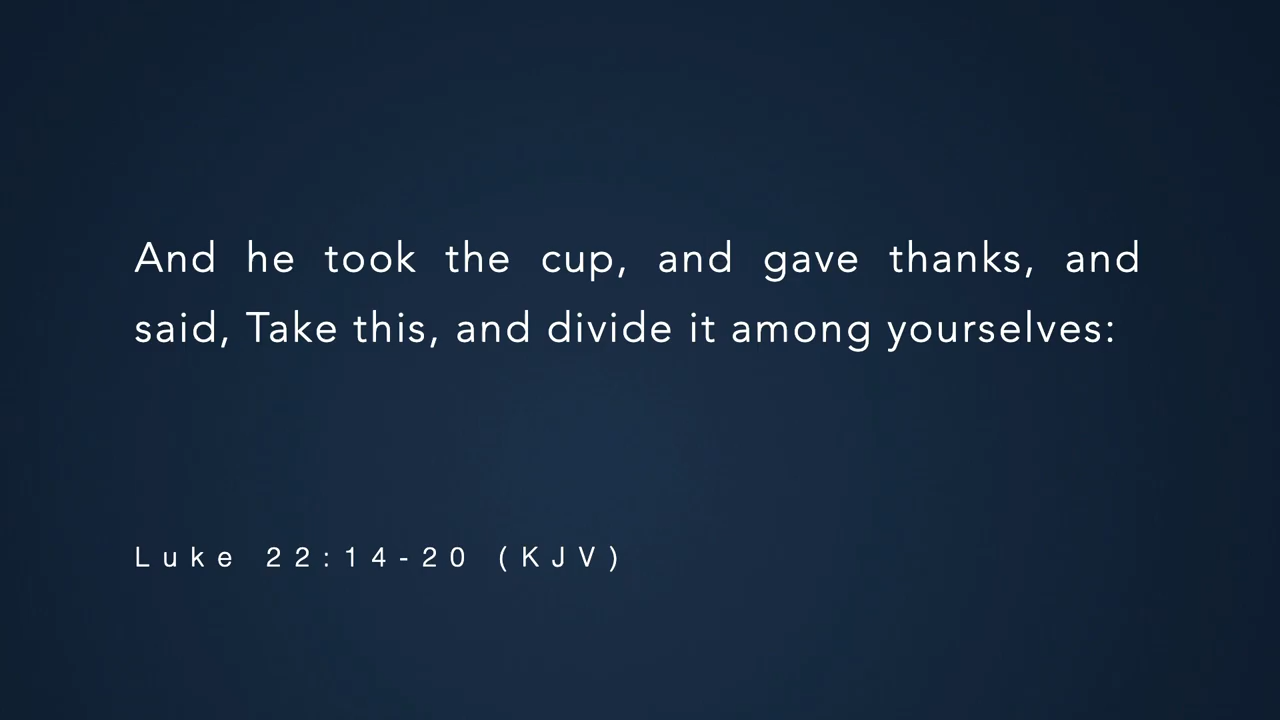 And he took the cup, and gave thanks, and
said, Take this, and divide it among yourselves:
Luke 22:14-20 (KJV)